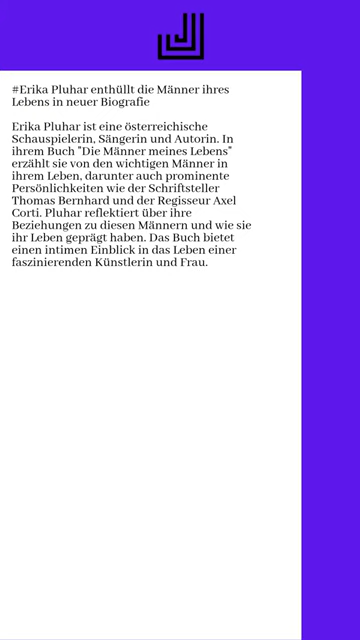 #Erika Pluhar enthüllt die Männer ihres
Lebens in neuer Biografie
Erika Pluhar ist eine österreichische
Schauspielerin, Sängerin und Autorin. In
ihrem Buch "Die Männer meines Lebens"
erzählt sie von den wichtigen Männer in
ihrem Leben, darunter auch prominente
Persönlichkeiten wie der Schriftsteller
Thomas Bernhard und der Regisseur Axel
Corti. Pluhar reflektiert über ihre
Beziehungen zu diesen Männern und wie sie
ihr Leben geprägt haben. Das Buch bietet
einen intimen Einblick in das Leben einer
faszinierenden Künstlerin und Frau.